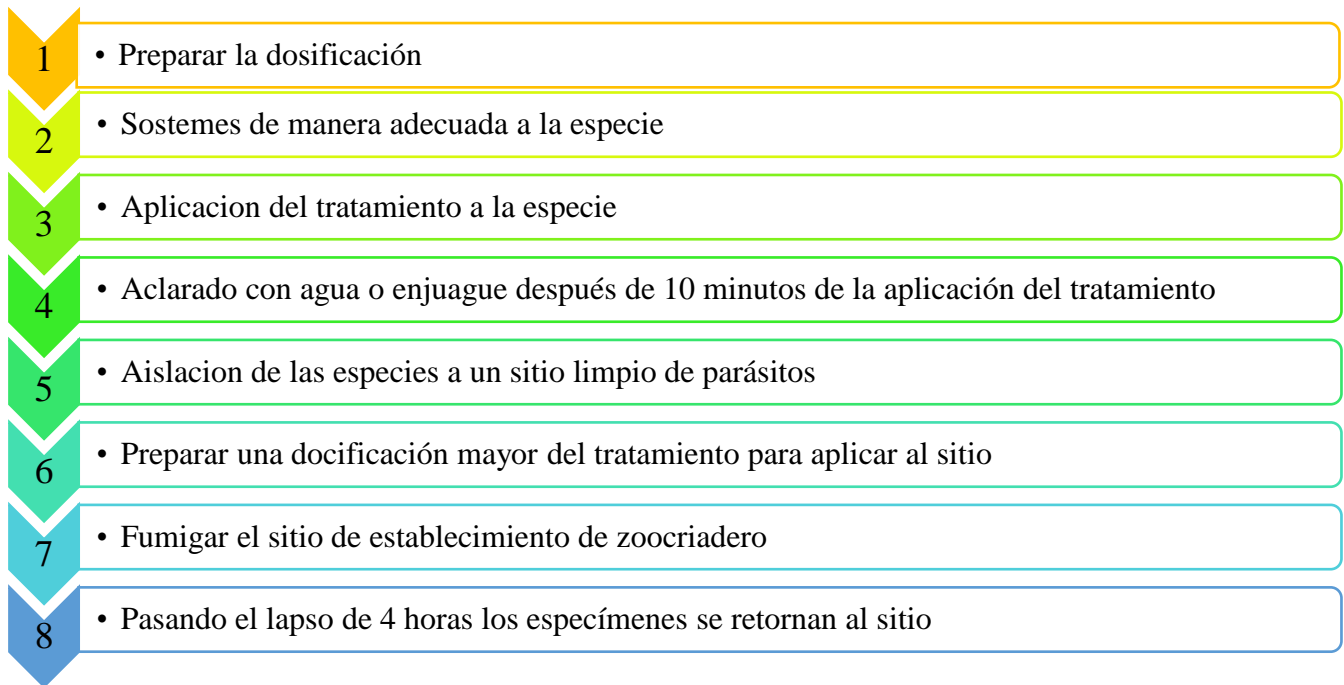 1 • Preparar la dosificación
2 • Sostemes de manera adecuada a la especie
3 • Aplicacion del tratamiento a la especie
4 • Aclarado con agua o enjuague después de 10 minutos de la aplicación del tratamiento
5 • Aislacion de las especies a un sitio limpio de parásitos
6 • Preparar una docificación mayor del tratamiento para aplicar al sitio
7 • Fumigar el sitio de establecimiento de zoocriadero
8 • Pasando el lapso de 4 horas los especímenes se retornan al sitio